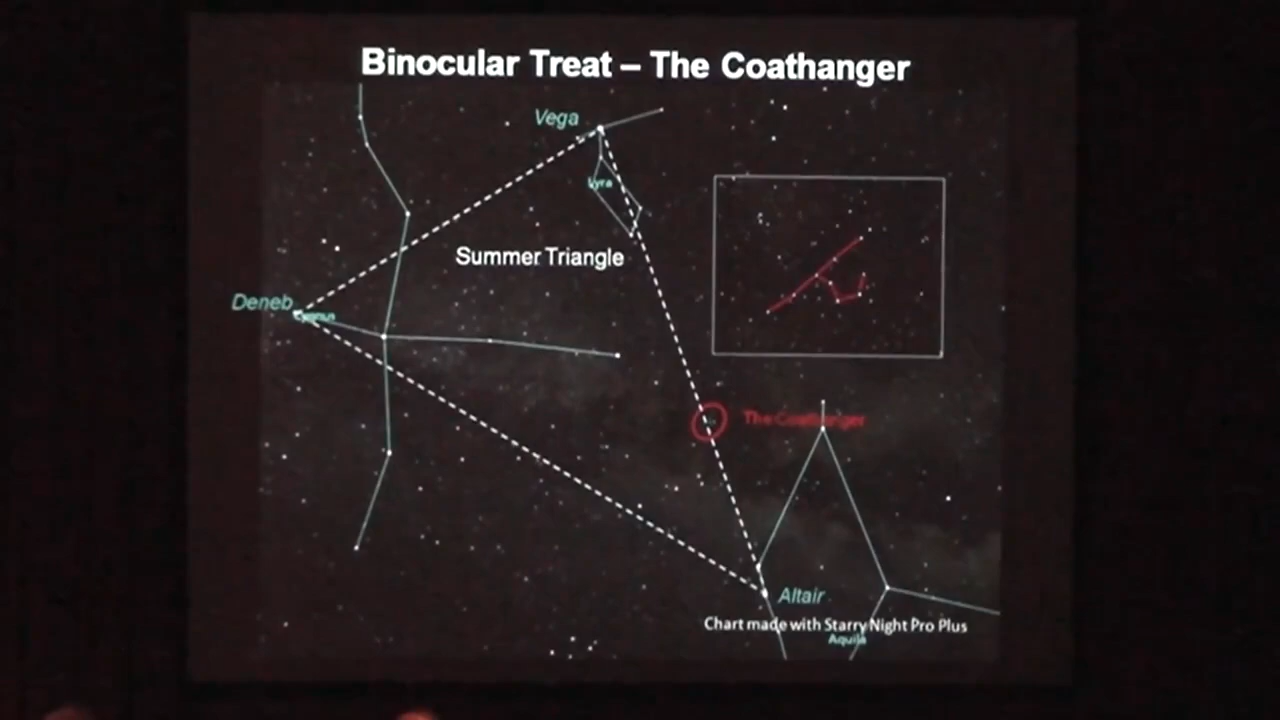 Binocular Treat – The Coathanger
Vega
Lyra
Summer Triangle
Deneb
Cygnus
The Coathanger
Altair
Chart made with Starry Night Pro Plus
Aquila